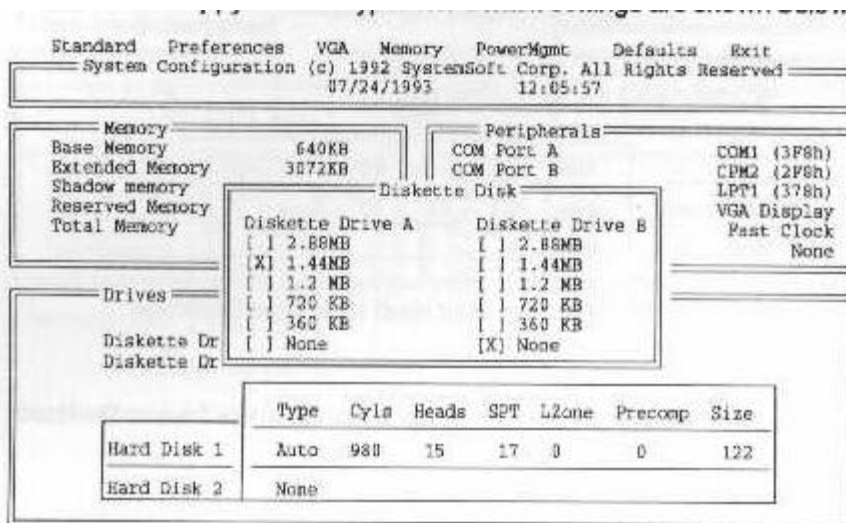 Standard Preferences VGA Memory PowerMgmt Defaults Exit
System Configuration (c) 1992 SystemSoft Corp. All Rights Reserved
07/24/1993 12:05:57
Memory
Base Memory 640KB
Extended Memory 3072KB
Shadow memory
Reserved Memory
Total Memory
Peripherals
COM Port A COM1 (3F8h)
COM Port B CPM2 (2F8h)
LPT1 (378h)
VGA Display
Fast Clock
None
Diskette Disk
Diskette Drive A Diskette Drive B
[ ] 2.88MB [ ] 2.88MB
[X] 1.44MB [ ] 1.44MB
[ ] 1.2 MB [ ] 1.2 MB
[ ] 720 KB [ ] 720 KB
[ ] 360 KB [ ] 360 KB
[ ] None [X] None
Drives
Diskette Dr
Diskette Dr
Type Cyls Heads SPT LZone Precomp Size
Hard Disk 1 Auto 980 15 17 0 0 122
Hard Disk 2 None